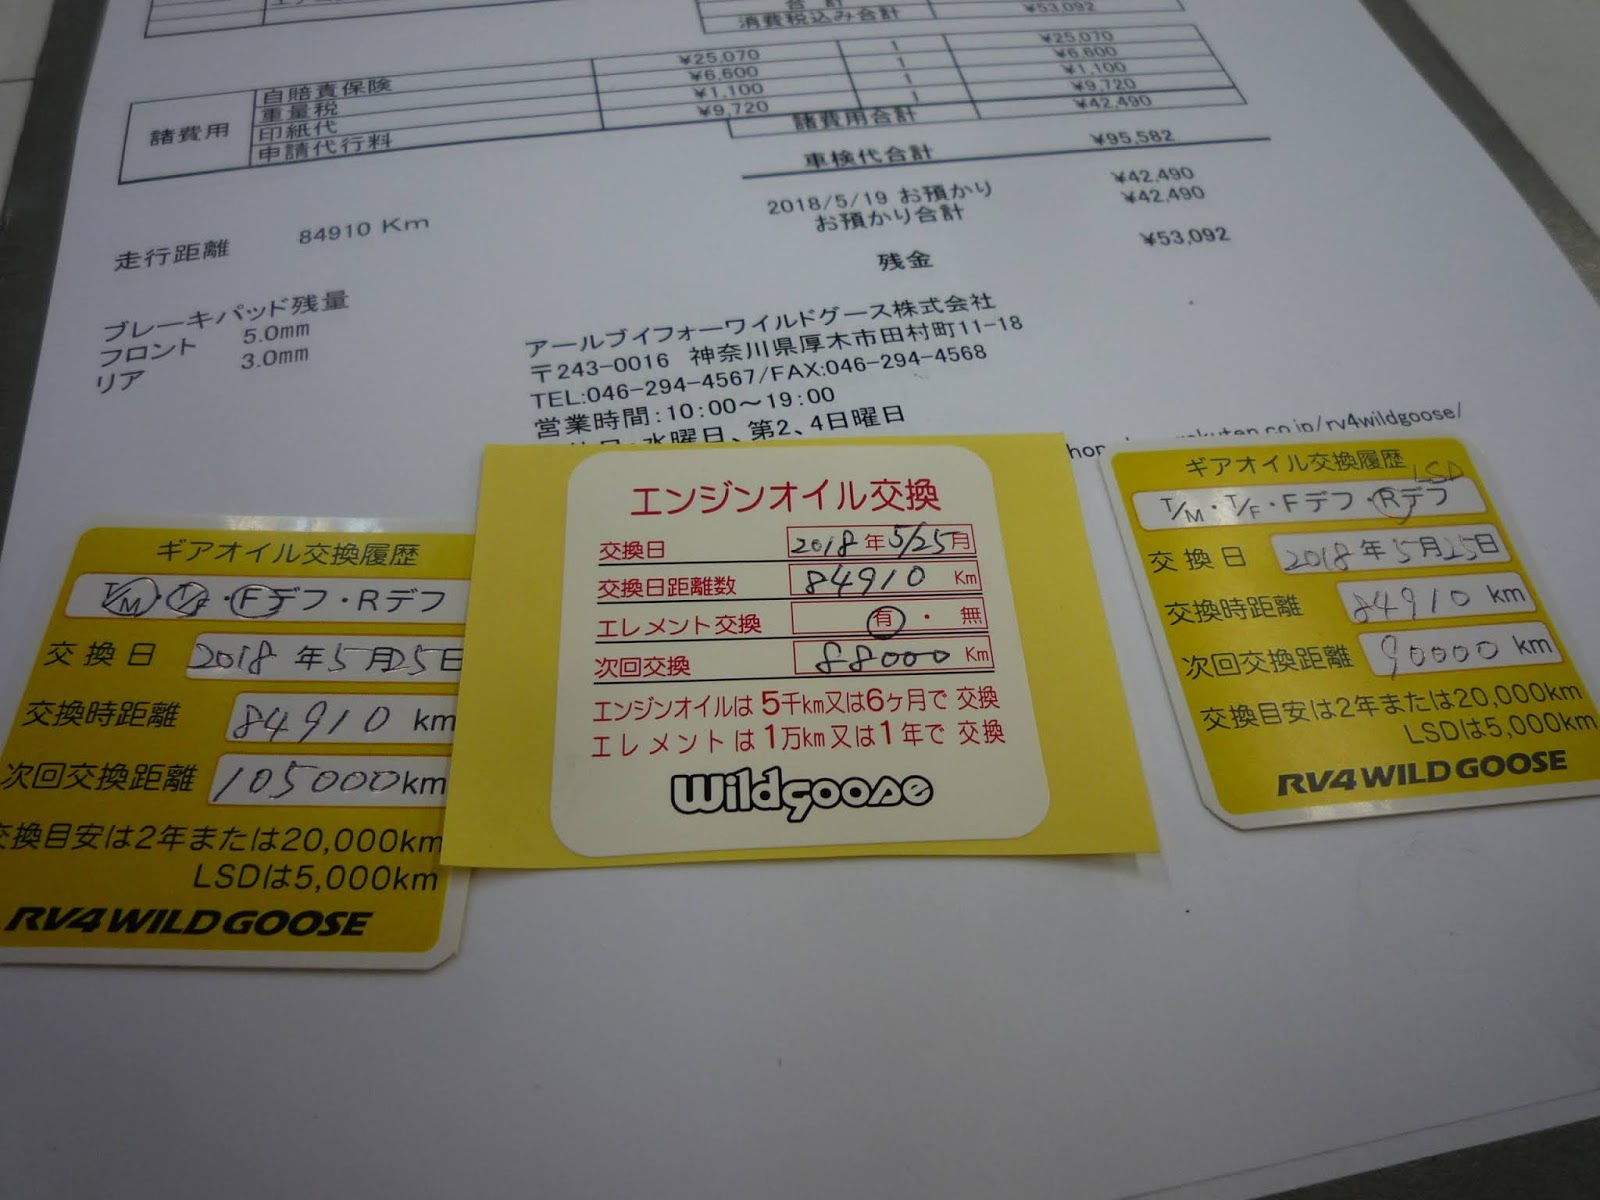 合 計
消費税込み合計 ¥53,092
諸費用
自賠責保険 ¥25,070 1 ¥25,070
重量税 ¥6,600 1 ¥6,600
印紙代 ¥1,100 1 ¥1,100
申請代行料 ¥9,720 1 ¥9,720
諸費用合計 ¥42,490
車検代合計 ¥95,582
2018/5/19 お預かり ¥42,490
お預かり合計 ¥42,490
残金 ¥53,092
走行距離 84910 Km
ブレーキパッド残量
フロント 5.0mm
リア 3.0mm
アールブイフォーワイルドグース株式会社
〒243-0016 神奈川県厚木市田村町11-18
TEL:046-294-4567/FAX:046-294-4568
営業時間:10:00～19:00
水曜日、第2、4日曜日
.co.jp/rv4wildgoose/
ギアオイル交換履歴
T/M・T/F・Fデフ・Rデフ
交換日 2018年5月25日
交換時距離 84910 km
次回交換距離 105000km
交換目安は2年または20,000km
LSDは5,000km
RV4 WILD GOOSE
エンジンオイル交換
交換日 2018年5/25月
交換日距離数 84910 Km
エレメント交換 有・無
次回交換 88000 Km
エンジンオイルは5千km又は6ヶ月で 交換
エレメントは1万km又は1年で 交換
wildgoose
ギアオイル交換履歴
LSD
T/M・T/F・Fデフ・Rデフ
交換日 2018年5月25日
交換時距離 84910 km
次回交換距離 90000 km
交換目安は2年または20,000km
LSDは5,000km
RV4 WILD GOOSE